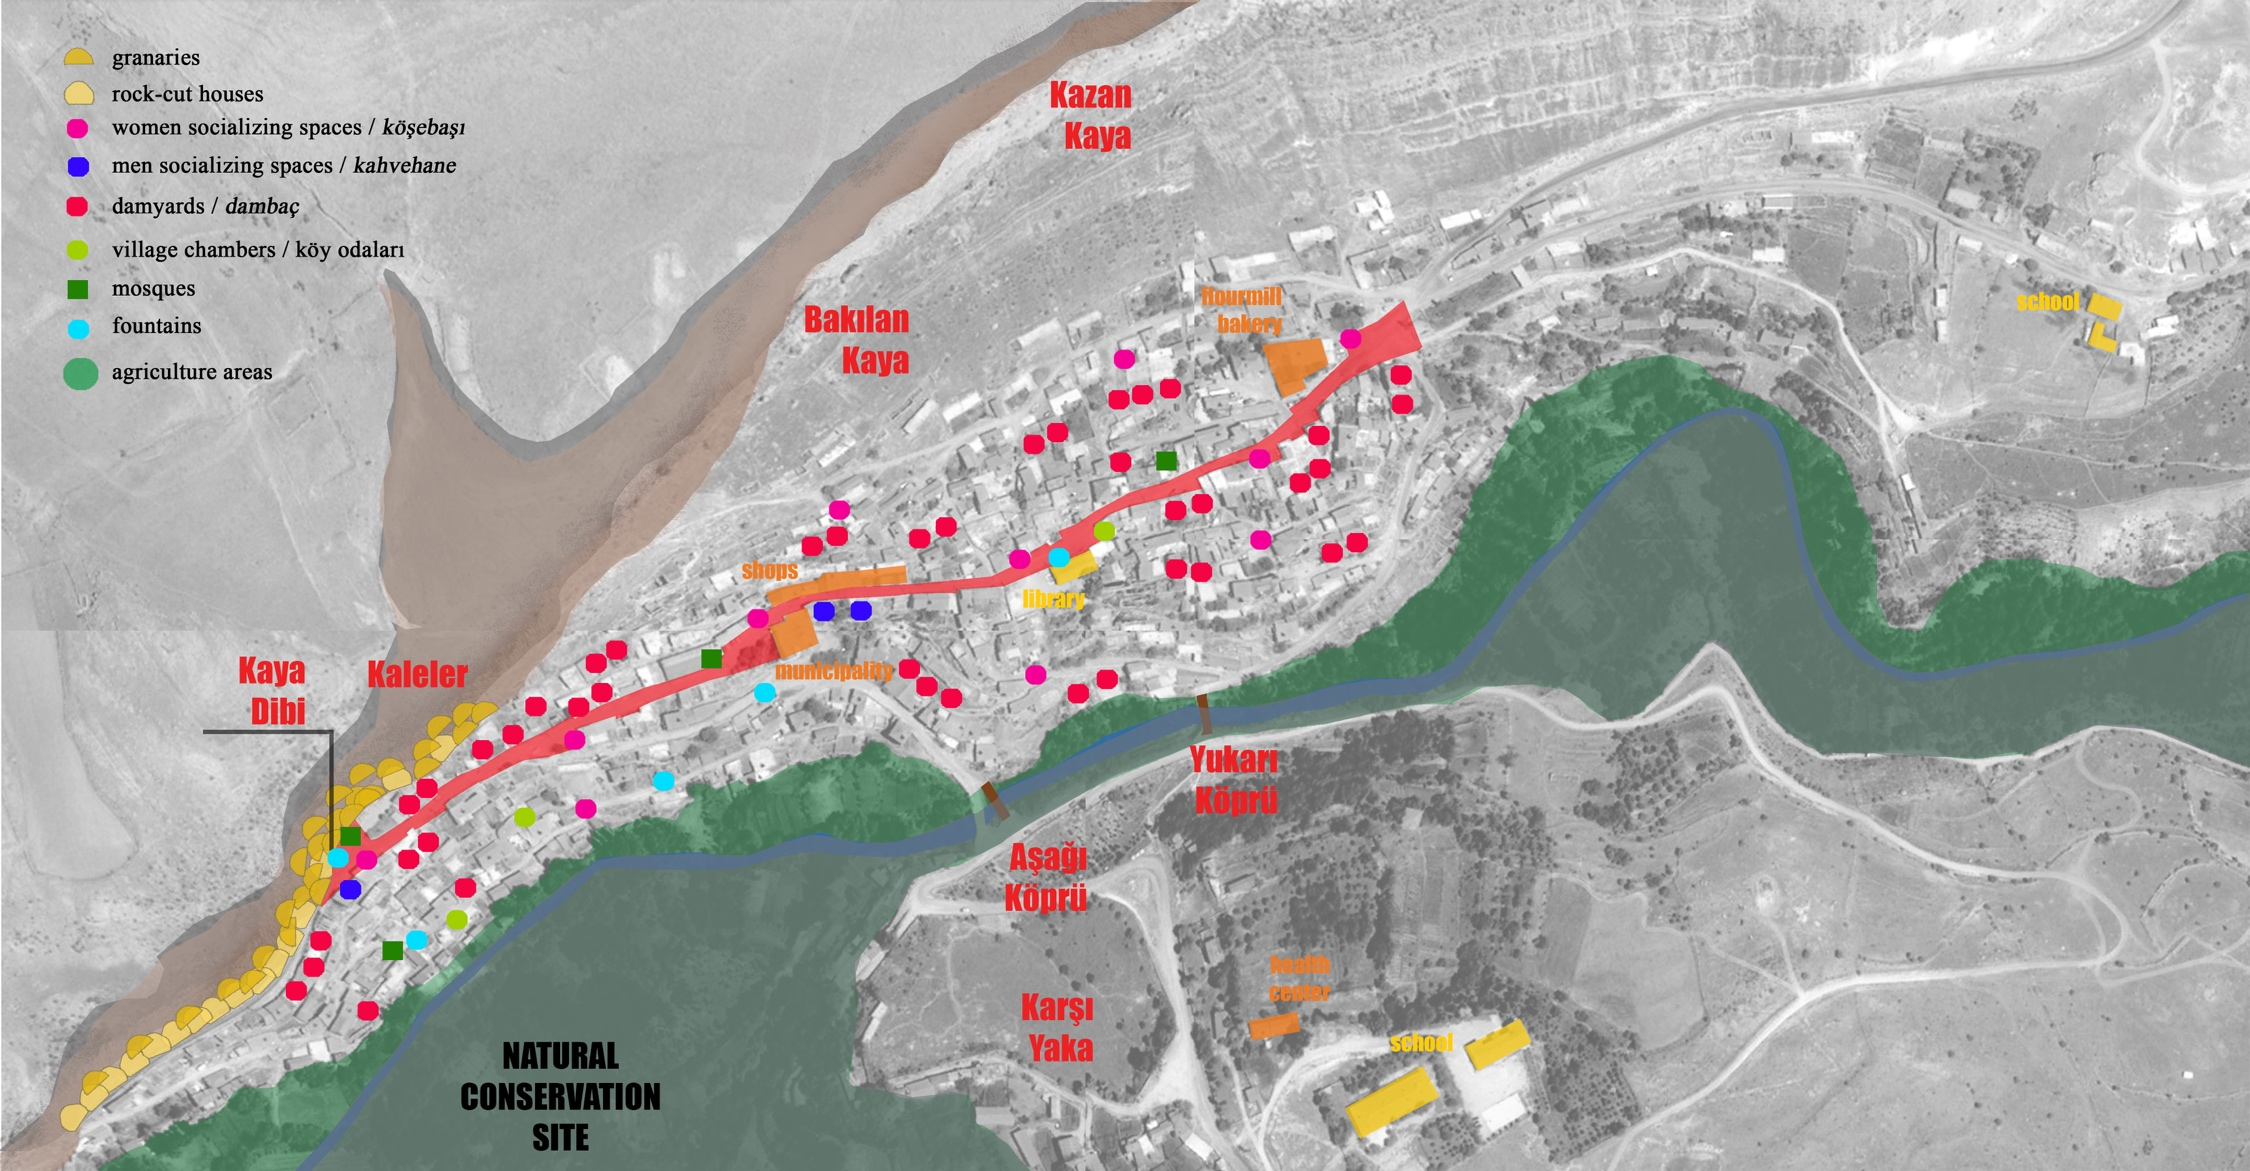 granaries
rock-cut houses
women socializing spaces / köşebaşı
men socializing spaces / kahvehane
damyards / dambaç
village chambers / köy odaları
mosques
fountains
agriculture areas
Kazan
Kaya
Bakılan
Kaya
flourmill
bakery
school
shops
library
municipality
Kaya
Dibi
Kaleler
Yukarı
Köprü
Aşağı
Köprü
health
center
Karşı
Yaka
school
NATURAL
CONSERVATION
SITE